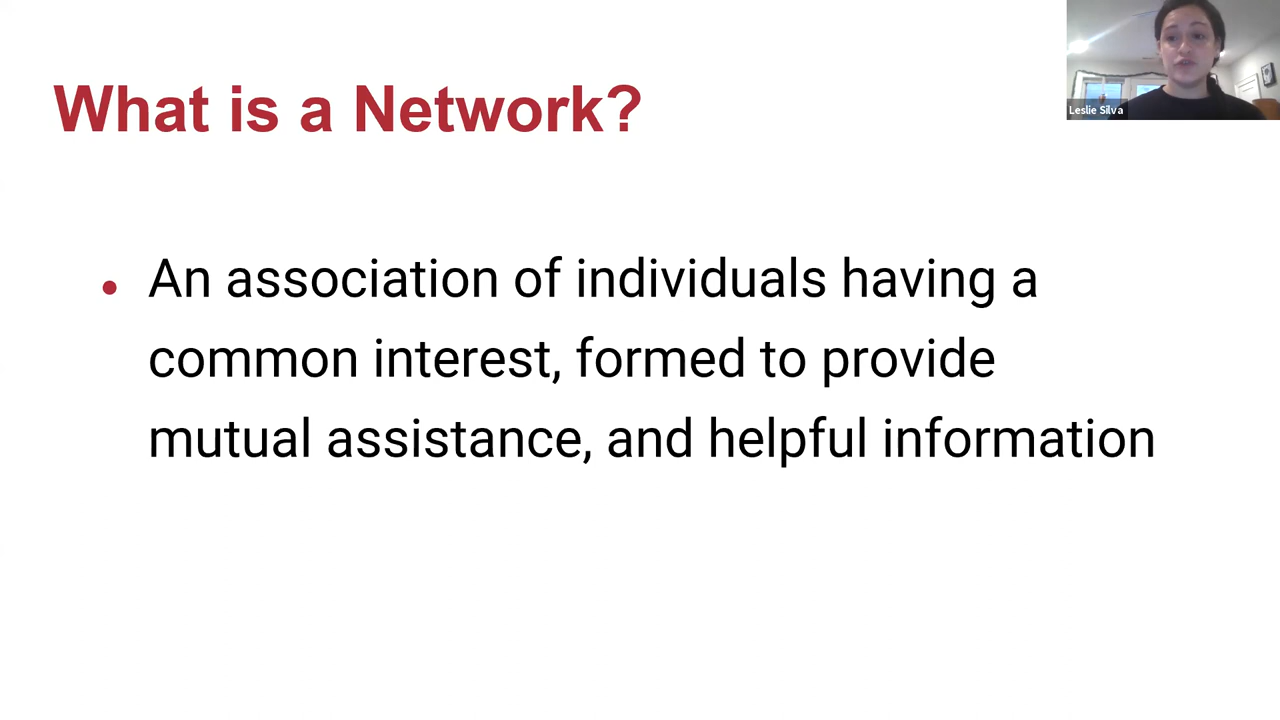 What is a Network?
Leslie Silva
• An association of individuals having a
common interest, formed to provide
mutual assistance, and helpful information